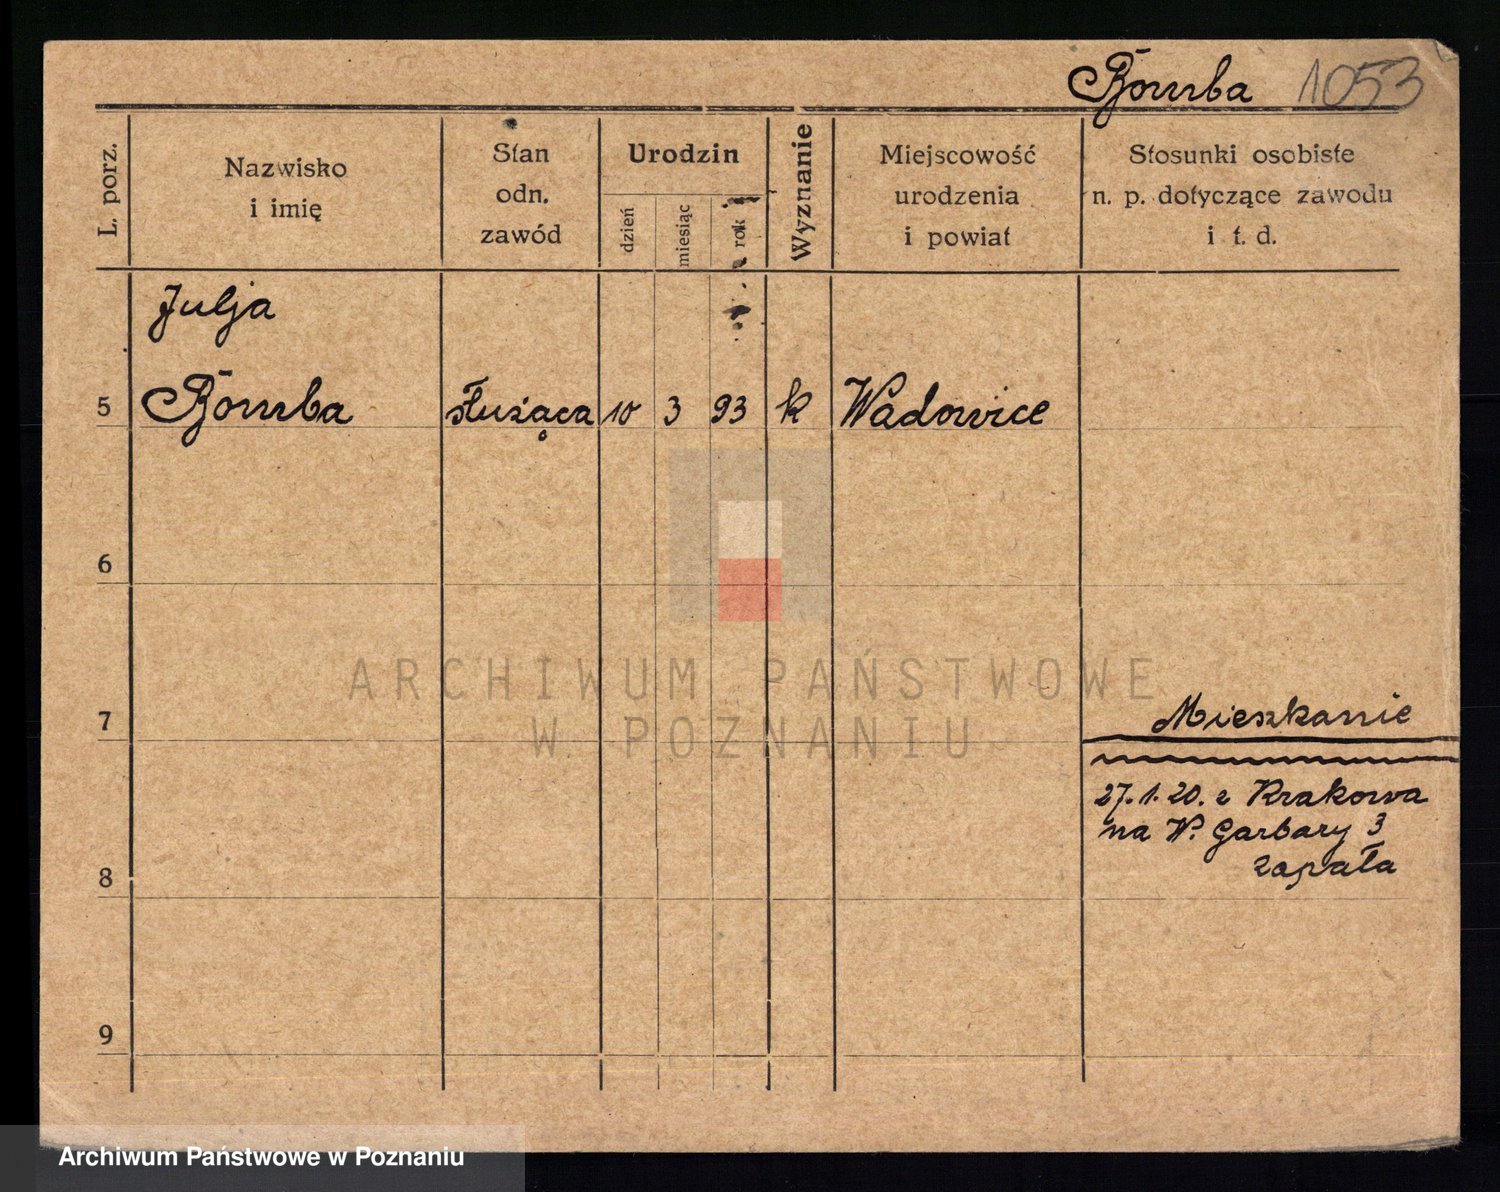 Bomba 1053
L. porz.
Nazwisko
i imię
Stan
odn.
zawód
Urodzin
dzień
miesiąc
rok
Wyznanie
Miejscowość
urodzenia
i powiat
Stosunki osobiste
n. p. dotyczące zawodu
i t. d.
Julja
5 Bomba służąca 10 3 93 k Wadowice
6
ARCHIWUM PAŃSTWOWE
W POZNANIU
7 Mieszkanie
27.1.20. z Krakowa
na W. Garbary 3
zapała
8
9
Archiwum Państwowe w Poznaniu